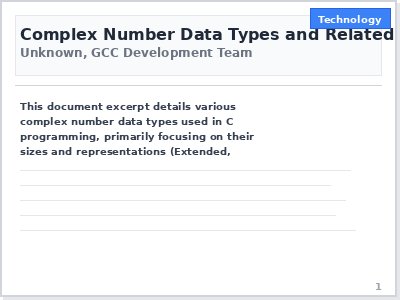 Technology
Complex Number Data Types and Related
Unknown, GCC Development Team
This document excerpt details various
complex number data types used in C
programming, primarily focusing on their
sizes and representations (Extended,
1